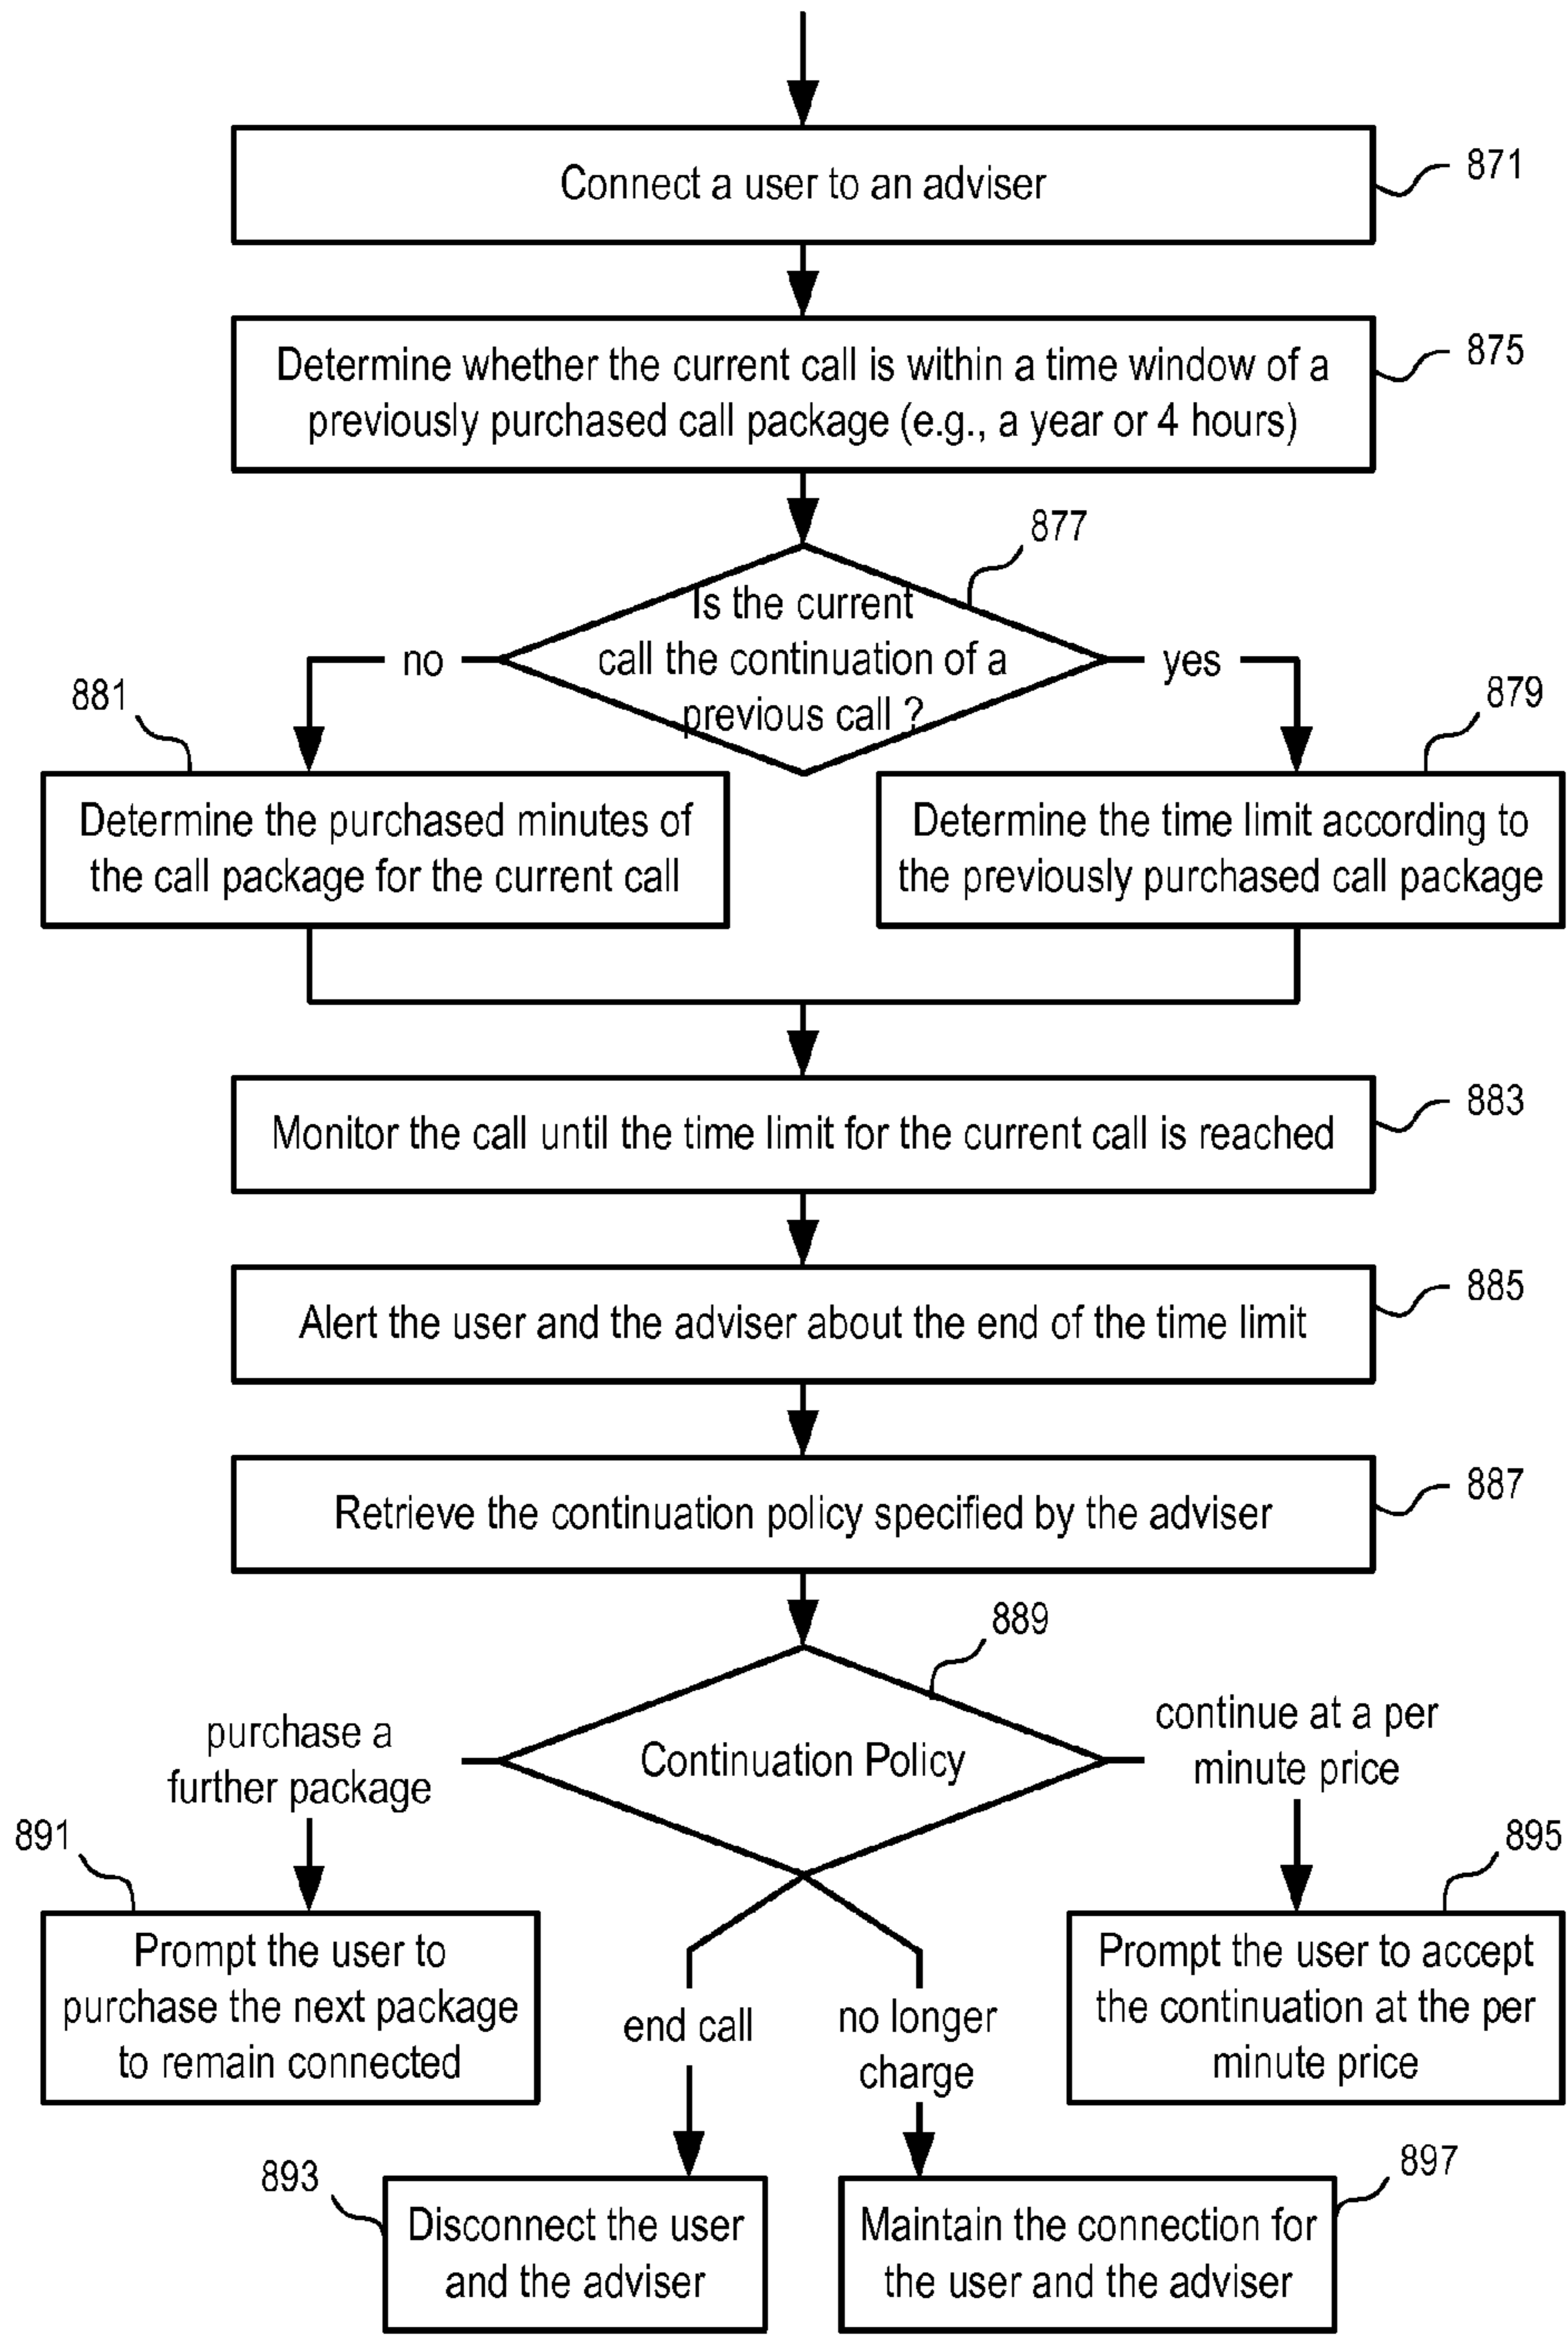 Connect a user to an adviser
871
Determine whether the current call is within a time window of a
previously purchased call package (e.g., a year or 4 hours)
875
877
Is the current
call the continuation of a
previous call ?
no
yes
881
879
Determine the purchased minutes of
the call package for the current call
Determine the time limit according to
the previously purchased call package
Monitor the call until the time limit for the current call is reached
883
Alert the user and the adviser about the end of the time limit
885
Retrieve the continuation policy specified by the adviser
887
889
Continuation Policy
purchase a
further package
continue at a per
minute price
891
895
Prompt the user to
purchase the next package
to remain connected
end call
no longer
charge
Prompt the user to accept
the continuation at the per
minute price
893
897
Disconnect the user
and the adviser
Maintain the connection for
the user and the adviser